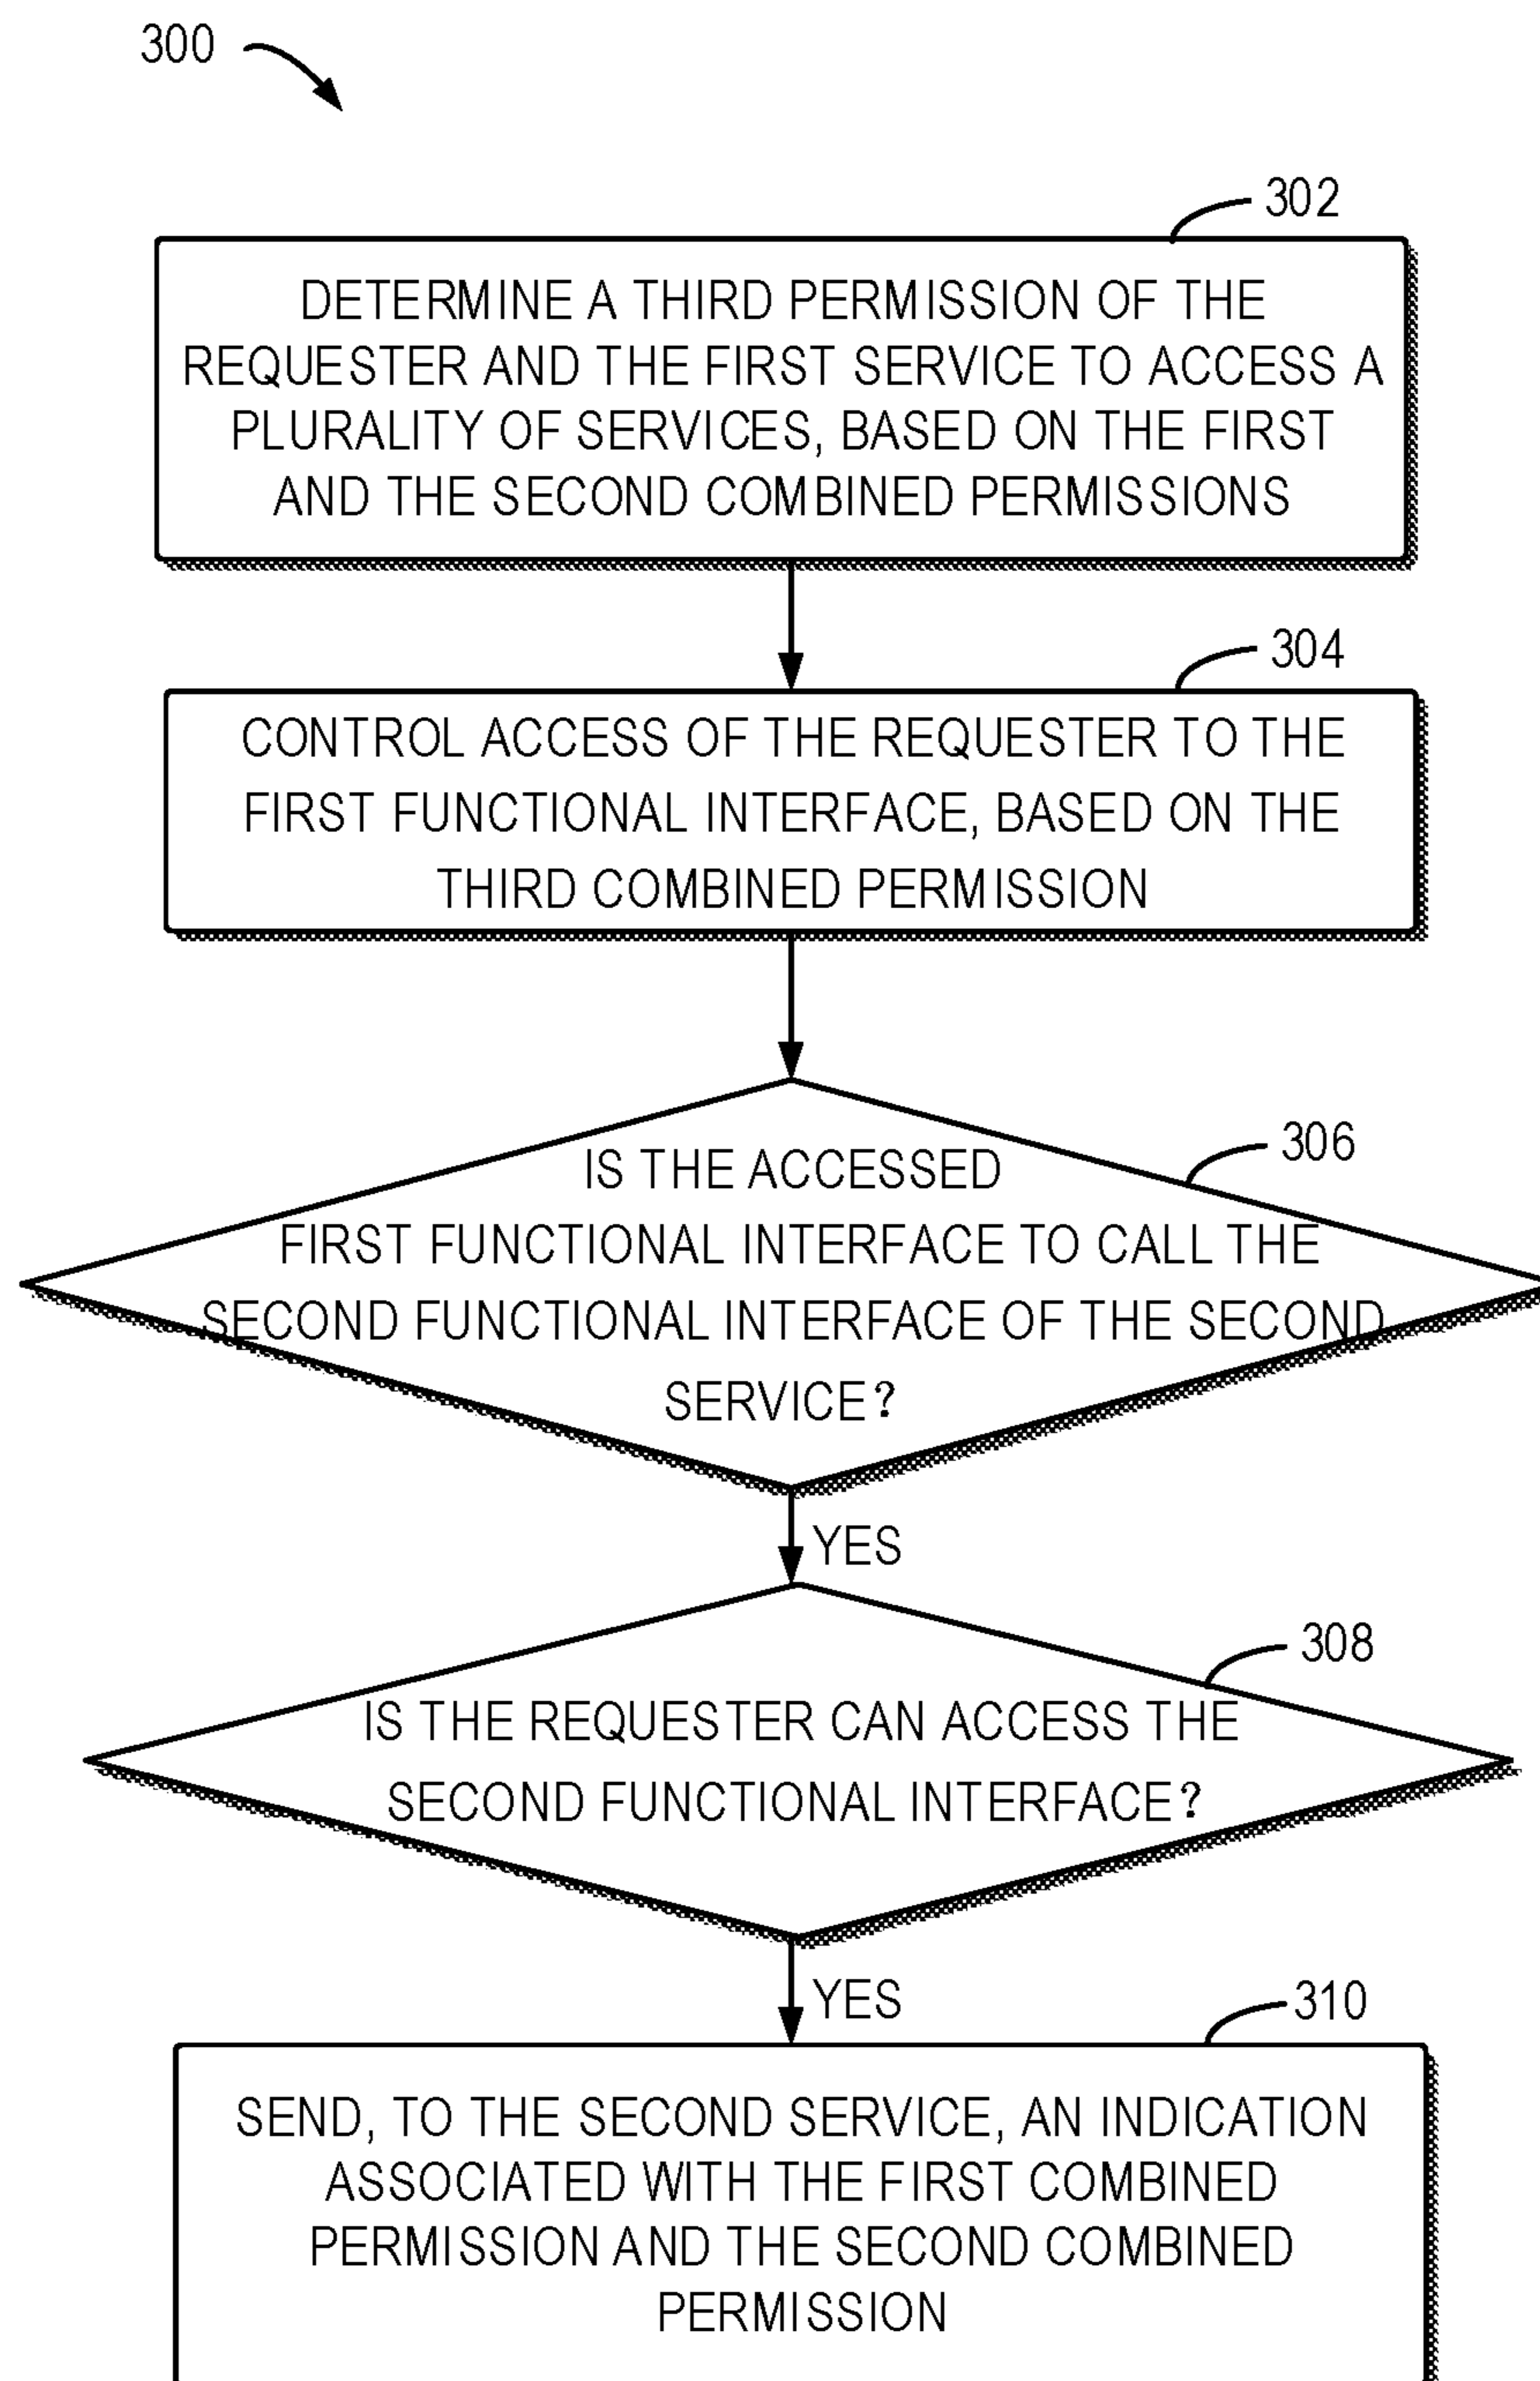 300
302
DETERMINE A THIRD PERMISSION OF THE
REQUESTER AND THE FIRST SERVICE TO ACCESS A
PLURALITY OF SERVICES, BASED ON THE FIRST
AND THE SECOND COMBINED PERMISSIONS
304
CONTROL ACCESS OF THE REQUESTER TO THE
FIRST FUNCTIONAL INTERFACE, BASED ON THE
THIRD COMBINED PERMISSION
306
IS THE ACCESSED
FIRST FUNCTIONAL INTERFACE TO CALL THE
SECOND FUNCTIONAL INTERFACE OF THE SECOND
SERVICE?
YES
308
IS THE REQUESTER CAN ACCESS THE
SECOND FUNCTIONAL INTERFACE?
YES
310
SEND, TO THE SECOND SERVICE, AN INDICATION
ASSOCIATED WITH THE FIRST COMBINED
PERMISSION AND THE SECOND COMBINED
PERMISSION